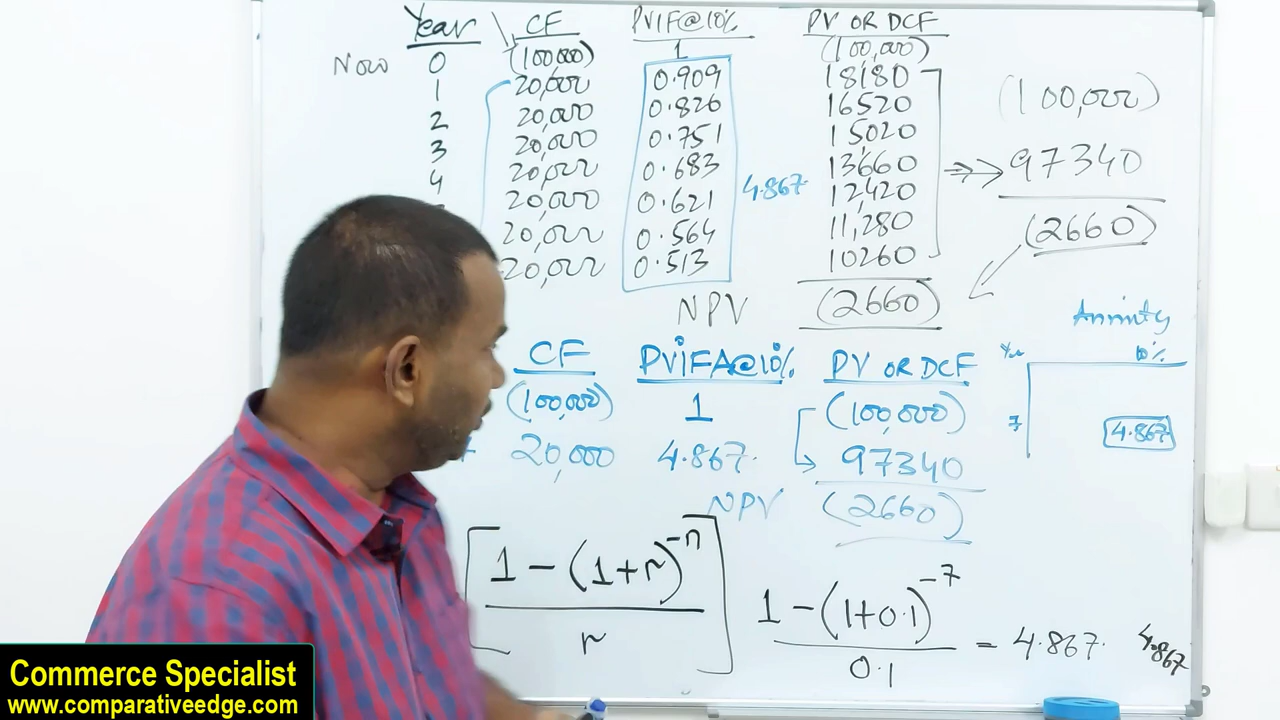 Year CF PVIF@10% PV OR DCF
Now 0 (100000) 1 (100,000)
1 20,000 0.909 18180 (100,000)
2 20,000 0.826 16520
3 20,000 0.751 15020
4 20,000 0.683 13660 97340
20,000 0.621 4.867 12,420
20,000 0.564 11,280 (2660)
20,000 0.513 10260
NPV (2660)
Annuity
CF PVIFA@10% PV OR DCF Year 10%
(100,000) 1 (100,000)
20,000 4.867 97340 7 4.867
NPV (2660)
[1-(1+r)^-n / r] 1-(1+0.1)^-7 / 0.1 = 4.867 4.867
Commerce Specialist
www.comparativeedge.com